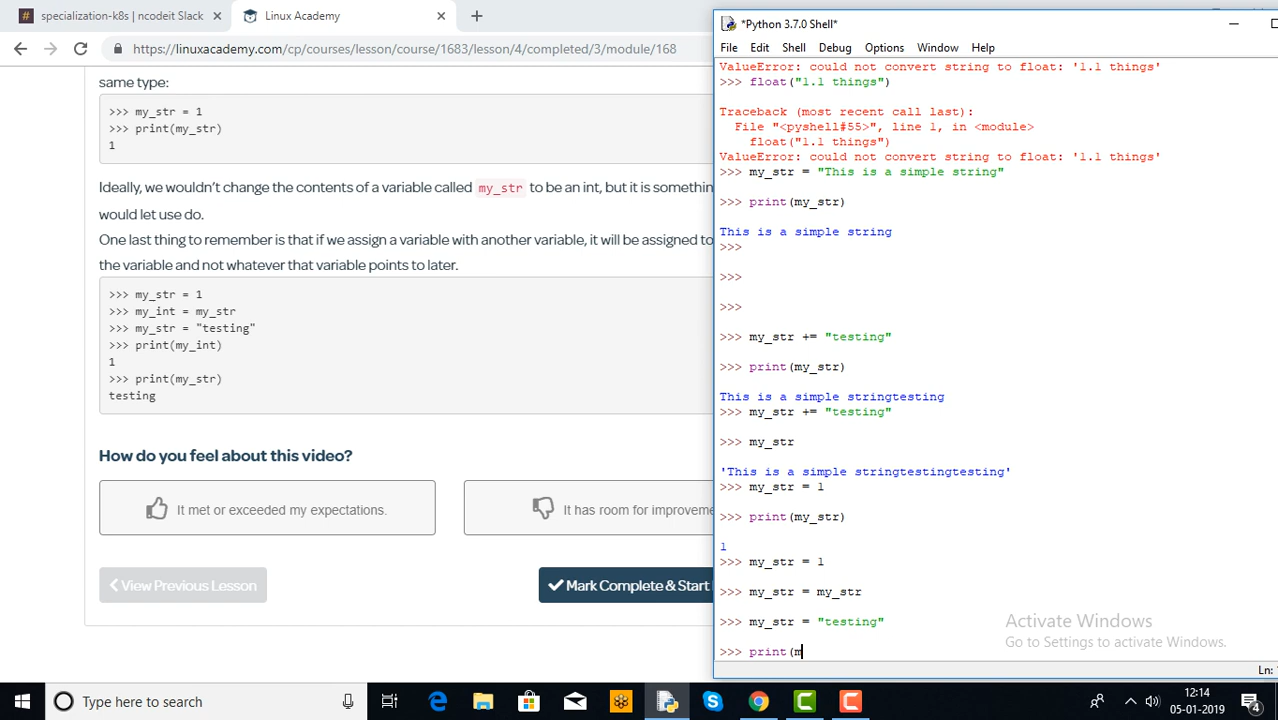 specialization-k8s | ncodeit Slack
Linux Academy
https://linuxacademy.com/cp/courses/lesson/course/1683/lesson/4/completed/3/module/168
same type:
>>> my_str = 1
>>> print(my_str)
1
Ideally, we wouldn't change the contents of a variable called my_str to be an int, but it is something
would let use do.
One last thing to remember is that if we assign a variable with another variable, it will be assigned to
the variable and not whatever that variable points to later.
>>> my_str = 1
>>> my_int = my_str
>>> my_str = "testing"
>>> print(my_int)
1
>>> print(my_str)
testing
How do you feel about this video?
It met or exceeded my expectations.
It has room for improveme
View Previous Lesson
Mark Complete & Start
*Python 3.7.0 Shell*
File Edit Shell Debug Options Window Help
ValueError: could not convert string to float: '1.1 things'
>>> float("1.1 things")
Traceback (most recent call last):
File "<pyshell#55>", line 1, in <module>
float("1.1 things")
ValueError: could not convert string to float: '1.1 things'
>>> my_str = "This is a simple string"
>>> print(my_str)
This is a simple string
>>>
>>>
>>>
>>> my_str += "testing"
>>> print(my_str)
This is a simple stringtesting
>>> my_str += "testing"
>>> my_str
'This is a simple stringtestingtesting'
>>> my_str = 1
>>> print(my_str)
1
>>> my_str = 1
>>> my_str = my_str
>>> my_str = "testing"
>>> print(m
Activate Windows
Go to Settings to activate Windows.
Ln:
Type here to search
12:14
05-01-2019
4